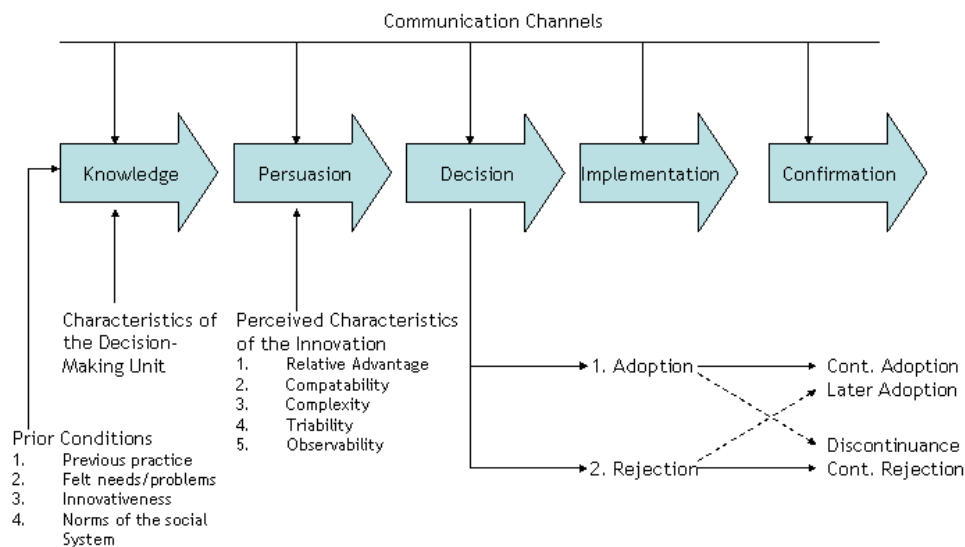 Communication Channels
Knowledge
Persuasion
Decision
Implementation
Confirmation
Characteristics of
the Decision-
Making Unit
Perceived Characteristics
of the Innovation
1. Relative Advantage
2. Compatability
3. Complexity
4. Triability
5. Observability
Prior Conditions
1. Previous practice
2. Felt needs/problems
3. Innovativeness
4. Norms of the social
System
1. Adoption
2. Rejection
Cont. Adoption
Later Adoption
Discontinuance
Cont. Rejection